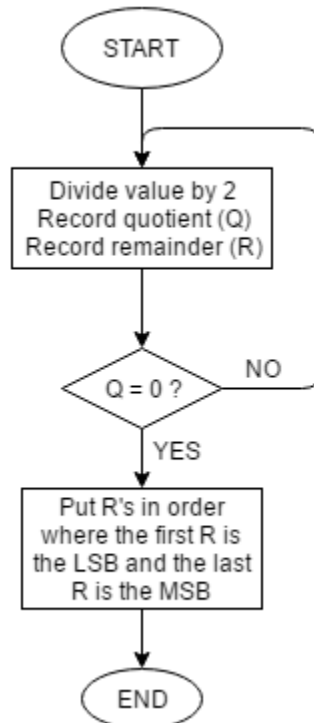 START
Divide value by 2
Record quotient (Q)
Record remainder (R)
Q = 0 ?
NO
YES
Put R's in order
where the first R is
the LSB and the last
R is the MSB
END